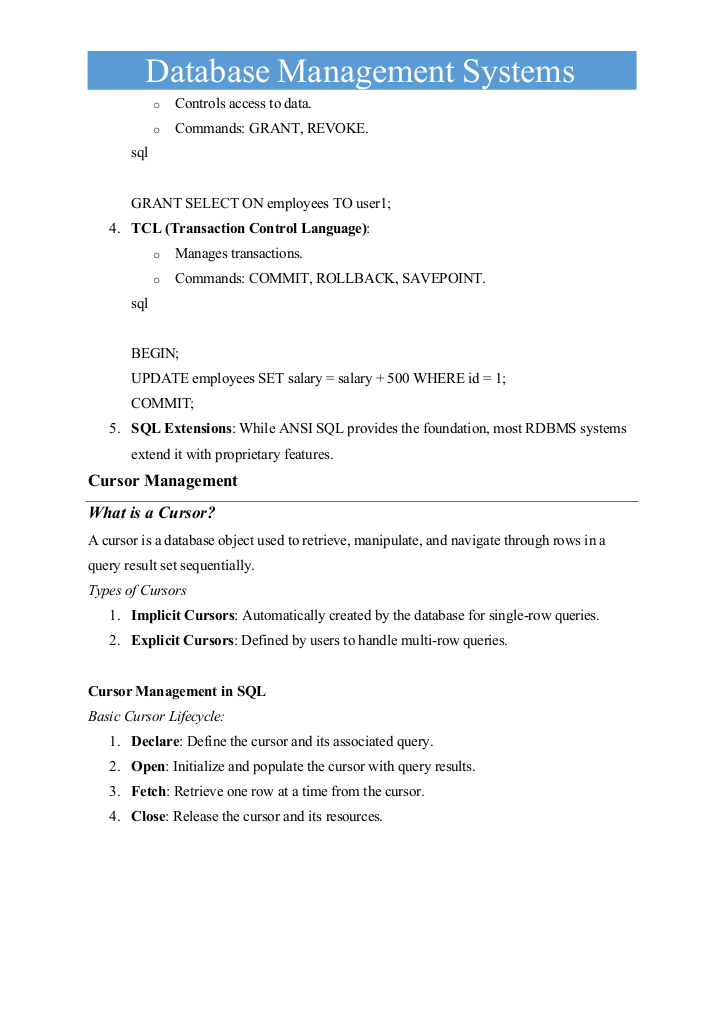 Database Management Systems
o Controls access to data.
o Commands: GRANT, REVOKE.
sql
GRANT SELECT ON employees TO user1;
4. TCL (Transaction Control Language):
o Manages transactions.
o Commands: COMMIT, ROLLBACK, SAVEPOINT.
sql
BEGIN;
UPDATE employees SET salary = salary + 500 WHERE id = 1;
COMMIT;
5. SQL Extensions: While ANSI SQL provides the foundation, most RDBMS systems
extend it with proprietary features.
Cursor Management
What is a Cursor?
A cursor is a database object used to retrieve, manipulate, and navigate through rows in a
query result set sequentially.
Types of Cursors
1. Implicit Cursors: Automatically created by the database for single-row queries.
2. Explicit Cursors: Defined by users to handle multi-row queries.
Cursor Management in SQL
Basic Cursor Lifecycle:
1. Declare: Define the cursor and its associated query.
2. Open: Initialize and populate the cursor with query results.
3. Fetch: Retrieve one row at a time from the cursor.
4. Close: Release the cursor and its resources.